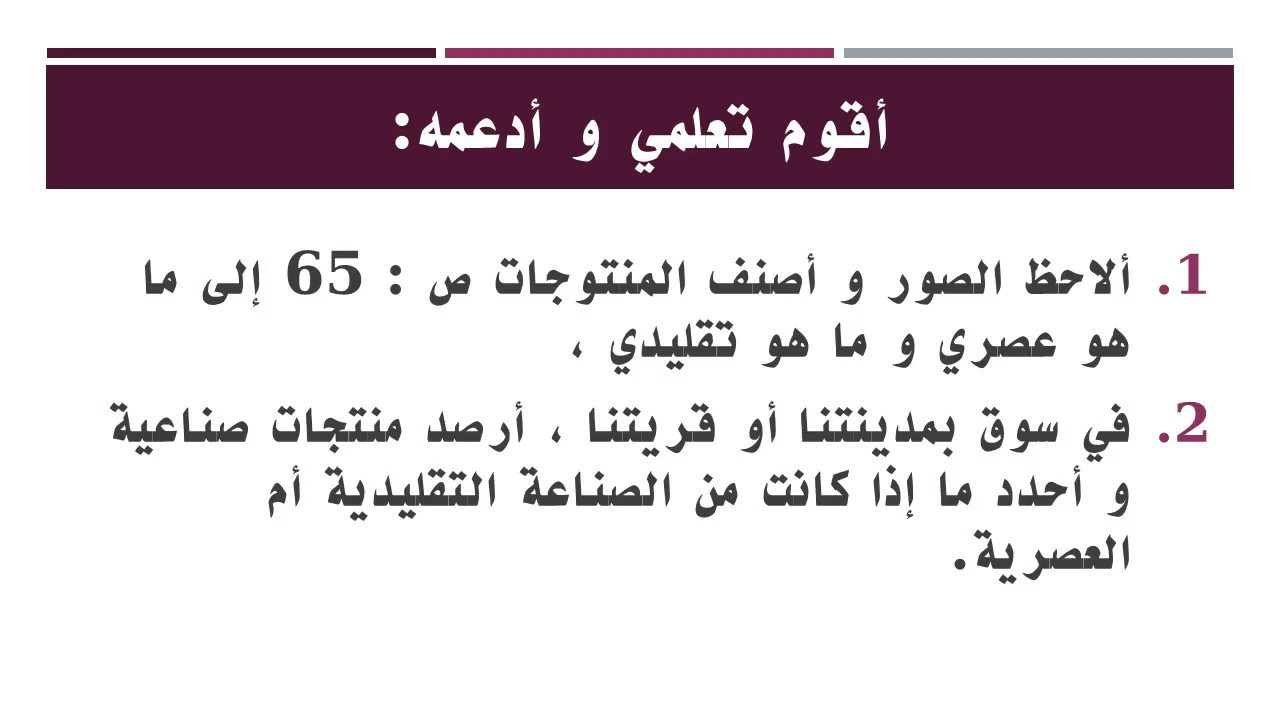 أقوم تعلمي و أدعمه:
1. ألاحظ الصور و أصنف المنتوجات ص : 65 إلى ما
هو عصري و ما هو تقليدي ،
2. في سوق بمدينتنا أو قريتنا ، أرصد منتجات صناعية
و أحدد ما إذا كانت من الصناعة التقليدية أم
العصرية.